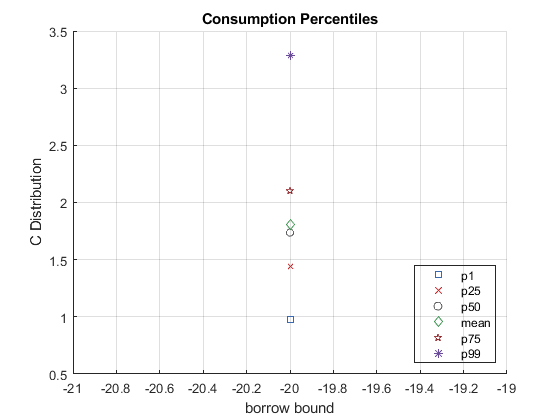 Consumption Percentiles
3.5
3
2.5
2
1.5
1
0.5
C Distribution
p1
p25
p50
mean
p75
p99
-21 -20.8 -20.6 -20.4 -20.2 -20 -19.8 -19.6 -19.4 -19.2 -19
borrow bound